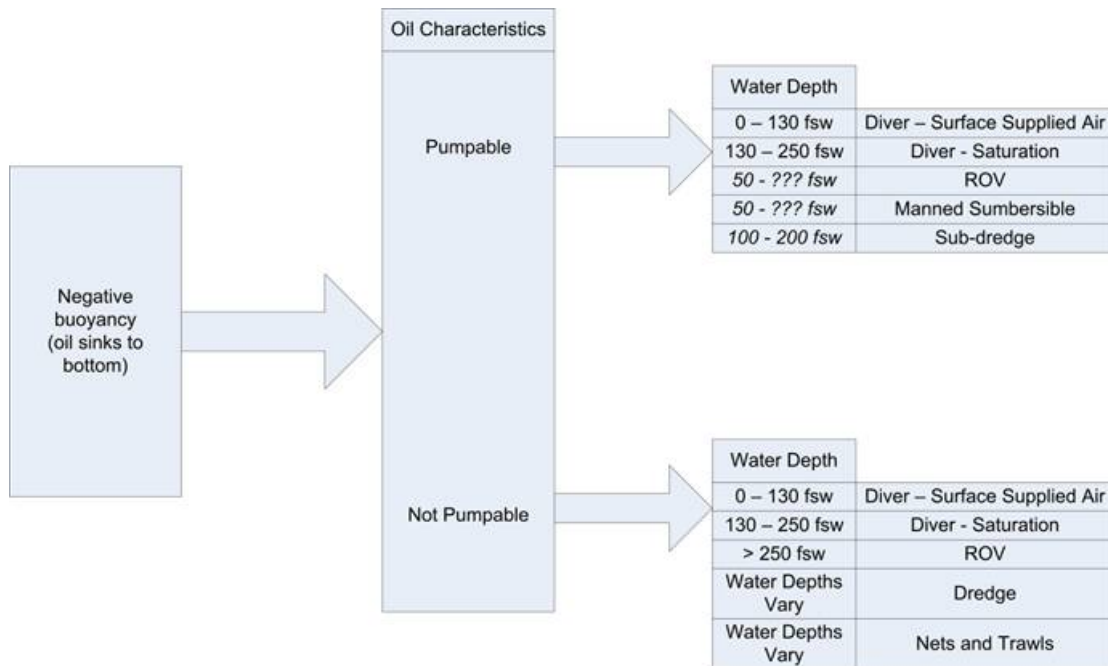 Oil Characteristics
Negative
buoyancy
(oil sinks to
bottom)
Pumpable
Not Pumpable
Water Depth
0 – 130 fsw Diver – Surface Supplied Air
130 – 250 fsw Diver - Saturation
50 - ??? fsw ROV
50 - ??? fsw Manned Sumbersible
100 - 200 fsw Sub-dredge
Water Depth
0 – 130 fsw Diver – Surface Supplied Air
130 – 250 fsw Diver - Saturation
> 250 fsw ROV
Water Depths
Vary
Dredge
Water Depths
Vary
Nets and Trawls